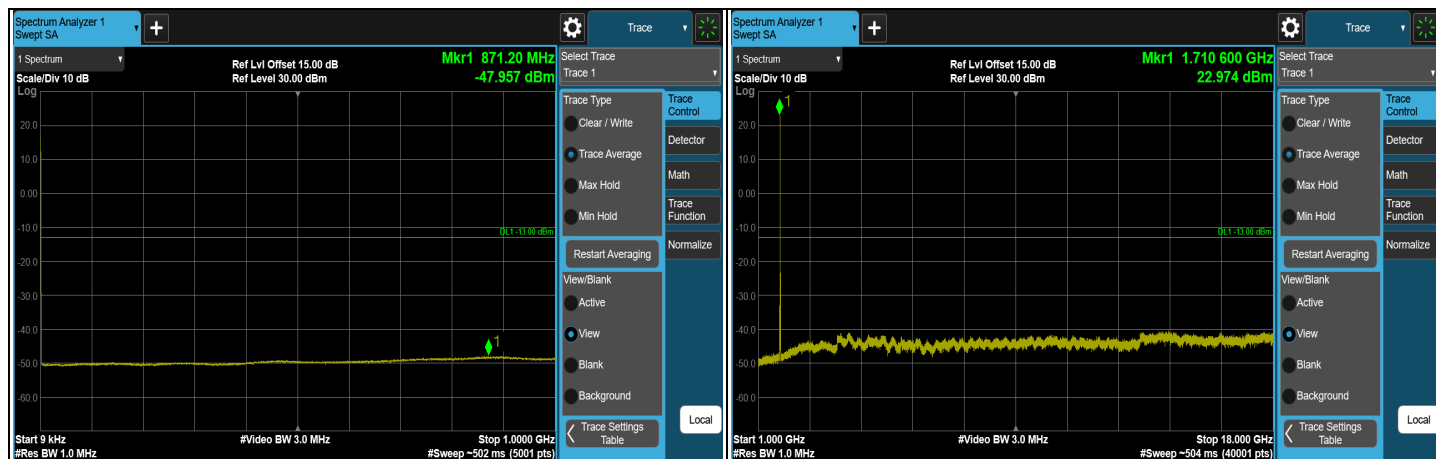 Spectrum Analyzer 1
Swept SA
+
Trace
1 Spectrum
Scale/Div 10 dB
Ref Lvl Offset 15.00 dB
Ref Level 30.00 dBm
Mkr1 871.20 MHz
-47.957 dBm
Log
20.0
10.0
0.00
-10.0
-20.0
-30.0
-40.0
-50.0
-60.0
1
DL1 -13.00 dBm
Start 9 kHz
#Res BW 1.0 MHz
#Video BW 3.0 MHz
Stop 1.0000 GHz
#Sweep ~502 ms (5001 pts)
Select Trace
Trace 1
Trace Type
Clear / Write
Trace Average
Max Hold
Min Hold
Restart Averaging
View/Blank
Active
View
Blank
Background
Trace Settings
Table
Trace
Control
Detector
Math
Trace
Function
Normalize
Local
Spectrum Analyzer 1
Swept SA
+
Trace
1 Spectrum
Scale/Div 10 dB
Ref Lvl Offset 15.00 dB
Ref Level 30.00 dBm
Mkr1 1.710 600 GHz
22.974 dBm
Log
20.0
10.0
0.00
-10.0
-20.0
-30.0
-40.0
-50.0
-60.0
1
DL1 -13.00 dBm
Start 1.000 GHz
#Res BW 1.0 MHz
#Video BW 3.0 MHz
Stop 18.000 GHz
#Sweep ~504 ms (40001 pts)
Select Trace
Trace 1
Trace Type
Clear / Write
Trace Average
Max Hold
Min Hold
Restart Averaging
View/Blank
Active
View
Blank
Background
Trace Settings
Table
Trace
Control
Detector
Math
Trace
Function
Normalize
Local